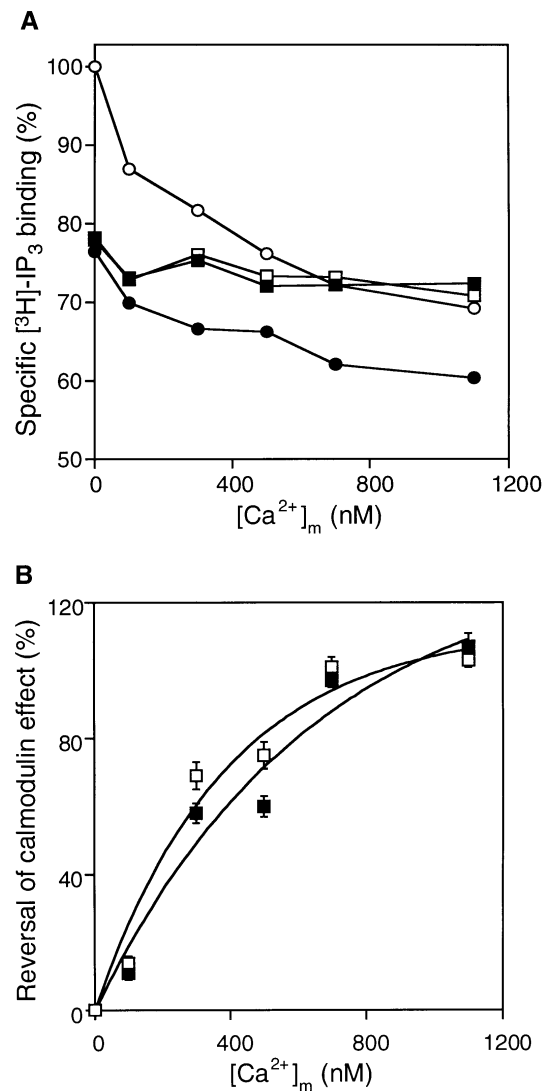 A
Specific [³H]-IP₃ binding (%)
100
90
80
70
60
50
0 400 800 1200
[Ca²⁺]ₘ (nM)
B
Reversal of calmodulin effect (%)
120
80
40
0
0 400 800 1200
[Ca²⁺]ₘ (nM)